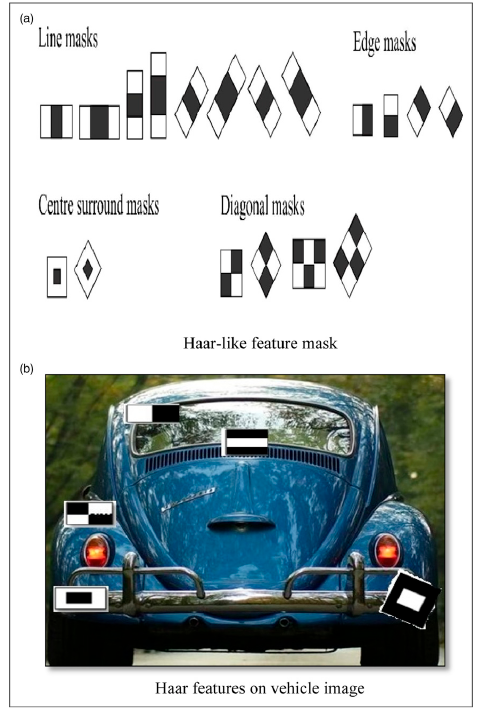 (a)
Line masks
Edge masks
Centre surround masks
Diagonal masks
Haar-like feature mask
(b)
Haar features on vehicle image